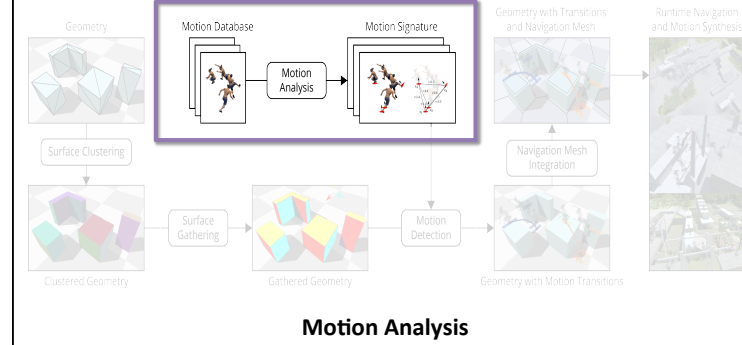 Geometry
Motion Database
Motion Signature
Geometry with Transitions
and Navigation Mesh
Runtime Navigation
and Motion Synthesis
Motion
Analysis
Surface Clustering
Navigation Mesh
Integration
Surface
Gathering
Motion
Detection
Clustered Geometry
Gathered Geometry
Geometry with Motion Transitions
Motion Analysis